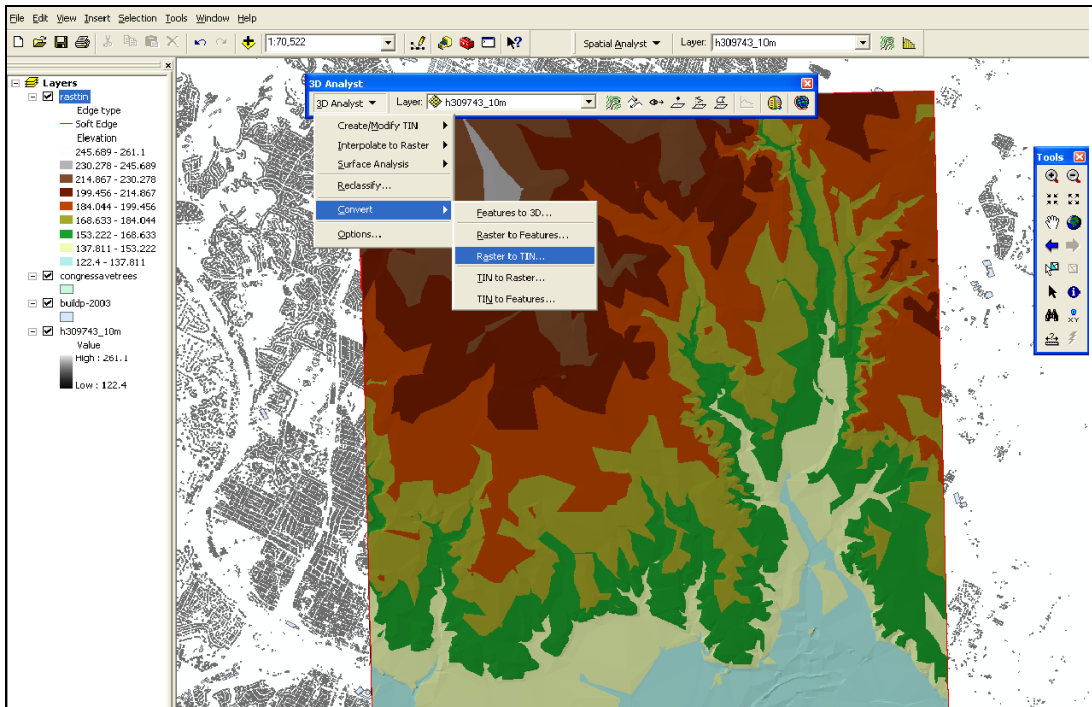 File Edit View Insert Selection Tools Window Help
1:70,522
Spatial Analyst Layer: h309743_10m
Layers
rasttin
Edge type
Soft Edge
Elevation
245.689 - 261.1
230.278 - 245.689
214.867 - 230.278
199.456 - 214.867
184.044 - 199.456
168.633 - 184.044
153.222 - 168.633
137.811 - 153.222
122.4 - 137.811
congressavetrees
buildp-2003
h309743_10m
Value
High : 261.1
Low : 122.4
3D Analyst
3D Analyst Layer: h309743_10m
Create/Modify TIN
Interpolate to Raster
Surface Analysis
Reclassify...
Convert
Options...
Features to 3D...
Raster to Features...
Raster to TIN...
TIN to Raster...
TIN to Features...
Tools
XY